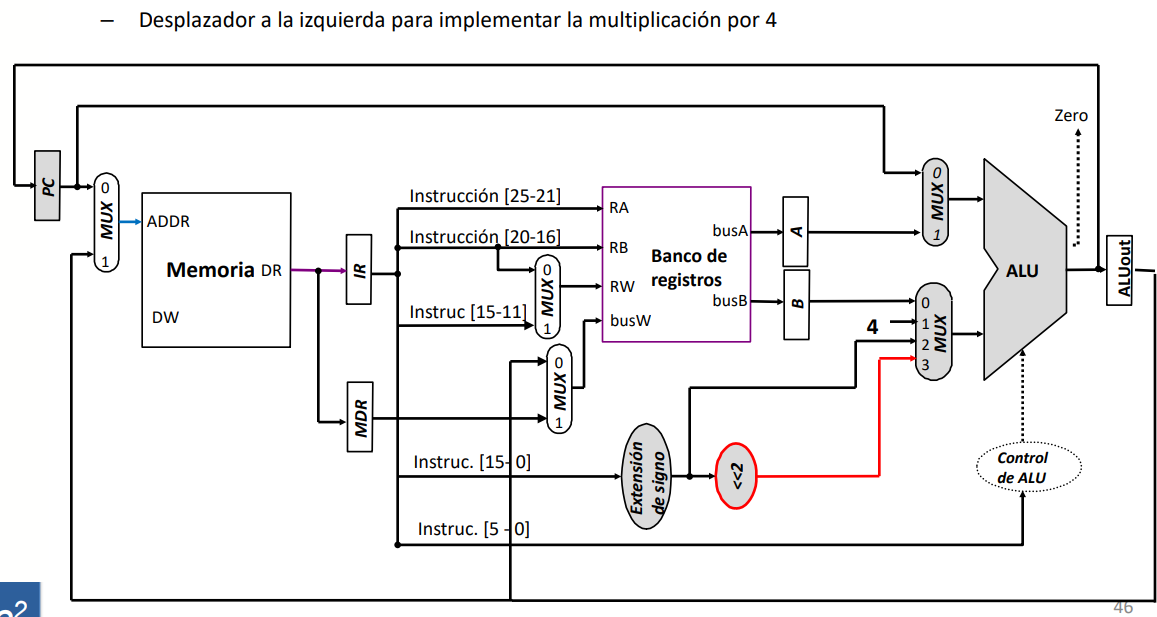 – Desplazador a la izquierda para implementar la multiplicación por 4
Zero
PC
0
MUX
1
ADDR
Memoria DR
DW
IR
MDR
Instrucción [25-21]
Instrucción [20-16]
Instruc [15-11]
0
MUX
1
0
MUX
1
RA
RB
RW
busW
Banco de
registros
busA
busB
A
B
4
0
MUX
1
0
1
2
3
MUX
ALU
ALUout
Instruc. [15- 0]
Extensión
de signo
<<2
Control
de ALU
Instruc. [5 - 0]
46